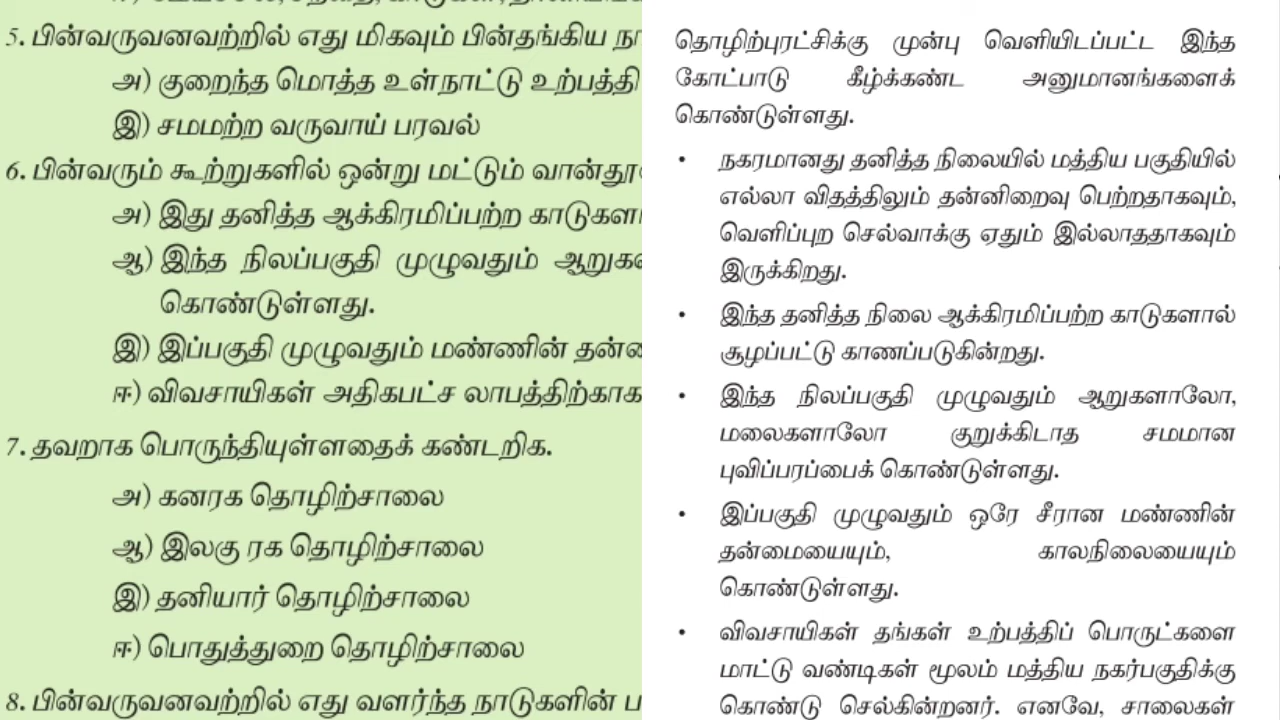 5. பின்வருவனவற்றில் எது மிகவும் பின்தங்கிய
அ) குறைந்த மொத்த உள்நாட்டு உற்பத்தி
இ) சமமற்ற வருவாய் பரவல்
6. பின்வரும் கூற்றுகளில் ஒன்று மட்டும்
அ) இது தனித்த ஆக்கிரமிப்பற்ற
ஆ) இந்த நிலப்பகுதி முழுவதும்
கொண்டுள்ளது.
இ) இப்பகுதி முழுவதும் மண்ணின்
ஈ) விவசாயிகள் அதிகபட்ச லாபத்திற்காக
7. தவறாக பொருந்தியுள்ளதைக் கண்டறிக.
அ) கனரக தொழிற்சாலை
ஆ) இலகு ரக தொழிற்சாலை
இ) தனியார் தொழிற்சாலை
ஈ) பொதுத்துறை தொழிற்சாலை
8. பின்வருவனவற்றில் எது வளர்ந்த நாடுகளின்
தொழிற்புரட்சிக்கு முன்பு வெளியிடப்பட்ட இந்த
கோட்பாடு கீழ்க்கண்ட அனுமானங்களைக்
கொண்டுள்ளது.
• நகரமானது தனித்த நிலையில் மத்திய பகுதியில்
எல்லா விதத்திலும் தன்னிறைவு பெற்றதாகவும்,
வெளிப்புற செல்வாக்கு ஏதும் இல்லாததாகவும்
இருக்கிறது.
• இந்த தனித்த நிலை ஆக்கிரமிப்பற்ற காடுகளால்
சூழப்பட்டு காணப்படுகின்றது.
• இந்த நிலப்பகுதி முழுவதும் ஆறுகளாலோ,
மலைகளாலோ குறுக்கிடாத சமமான
புவிப்பரப்பைக் கொண்டுள்ளது.
• இப்பகுதி முழுவதும் ஒரே சீரான மண்ணின்
தன்மையையும், காலநிலையையும்
கொண்டுள்ளது.
• விவசாயிகள் தங்கள் உற்பத்திப் பொருட்களை
மாட்டு வண்டிகள் மூலம் மத்திய நகர்பகுதிக்கு
கொண்டு செல்கின்றனர். எனவே, சாலைகள்